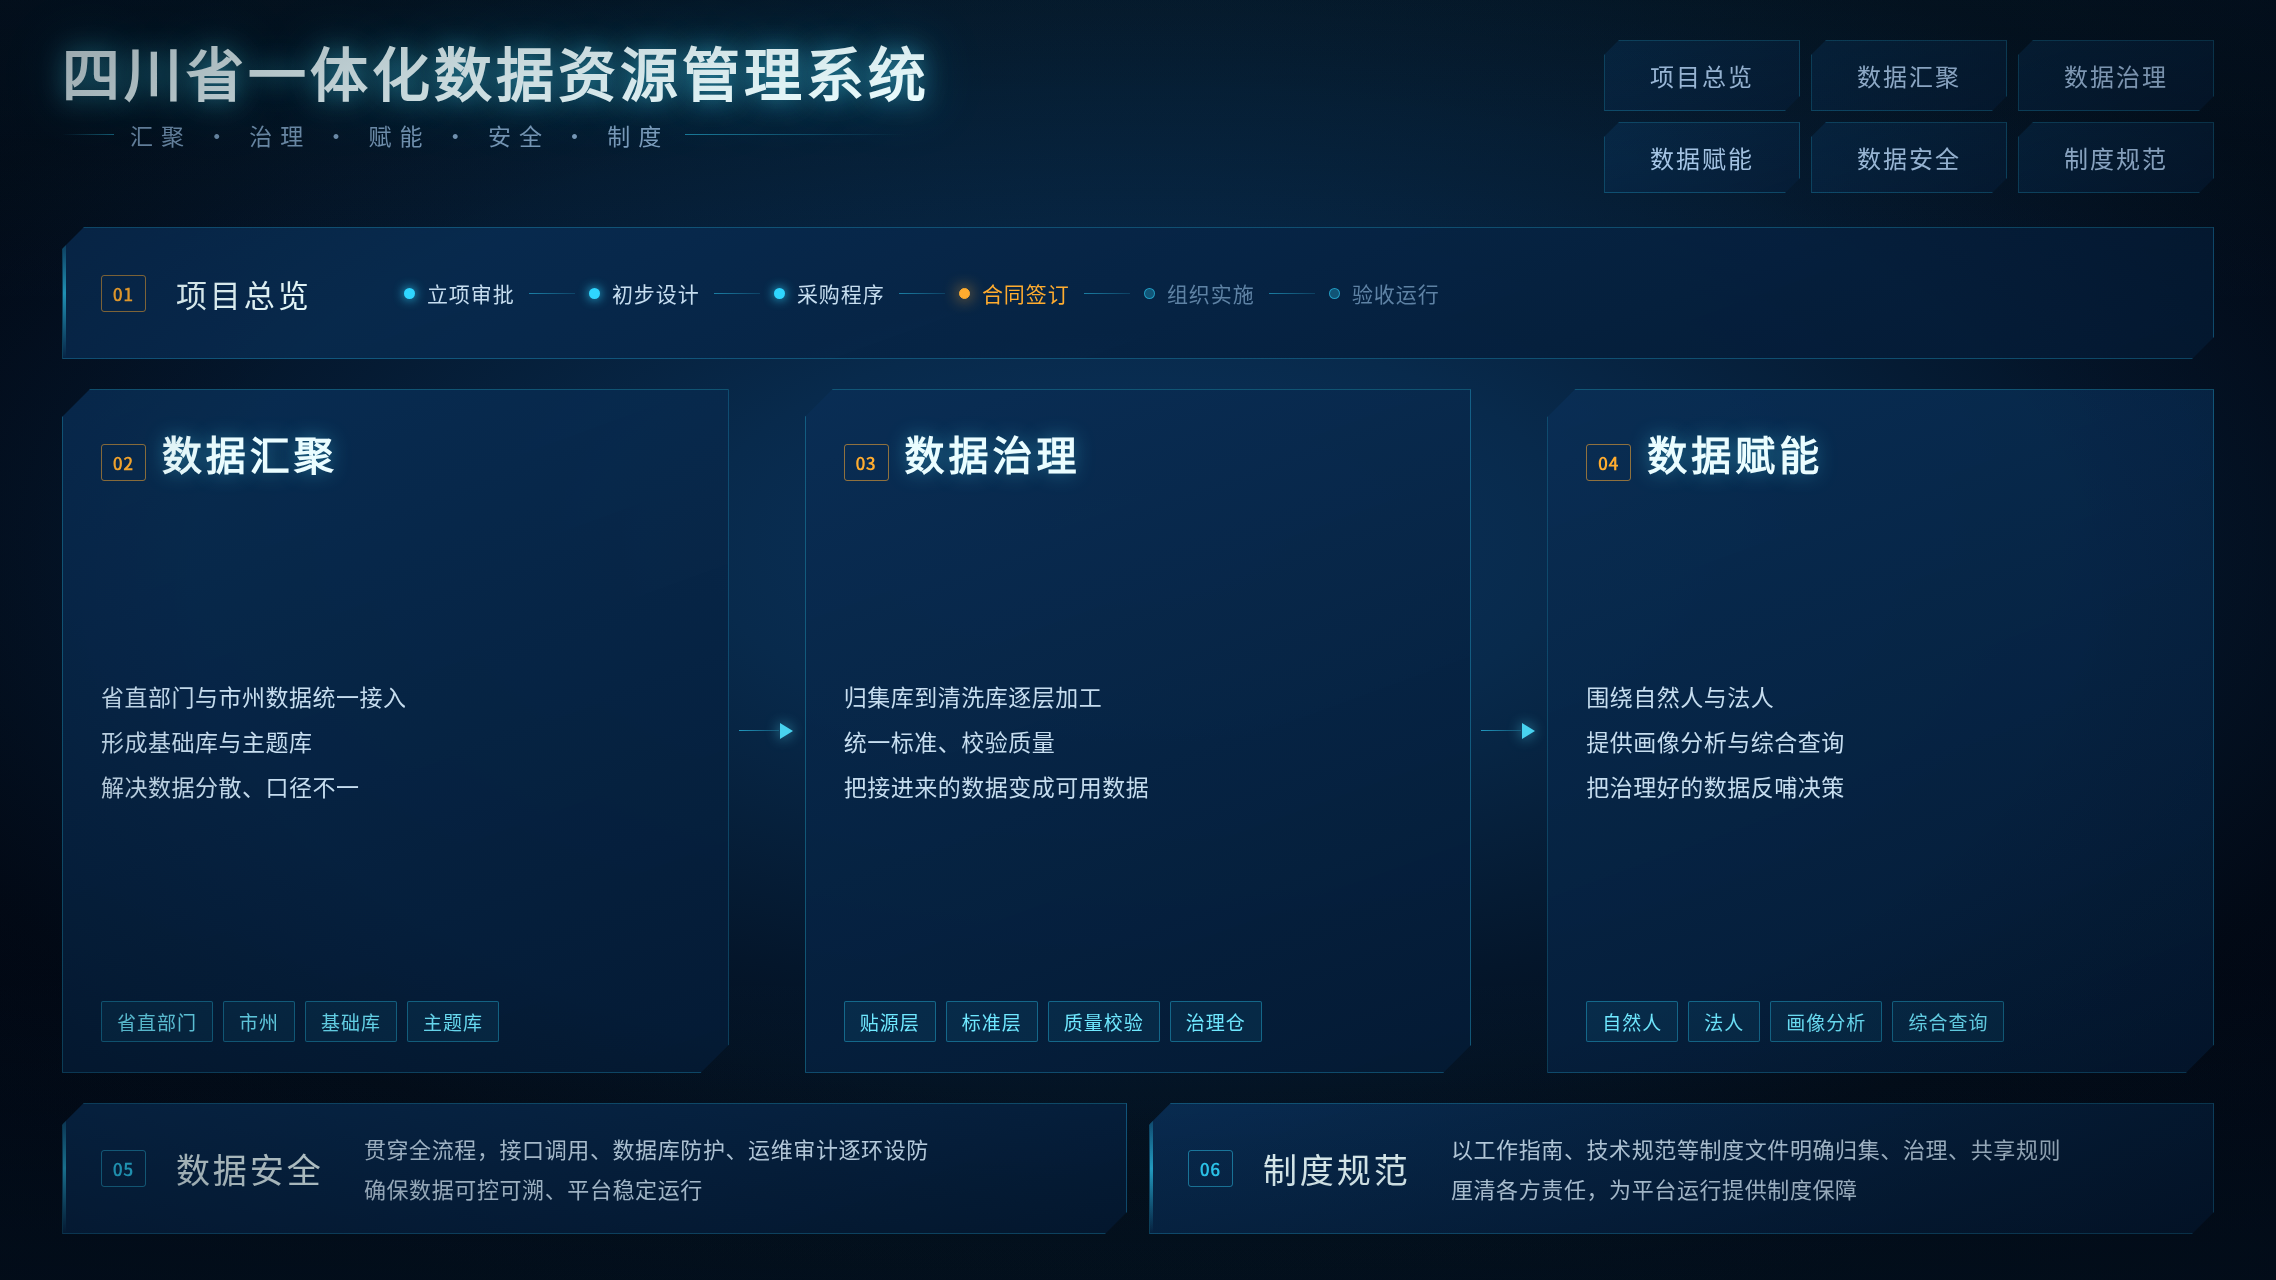 四川省一体化数据资源管理系统
汇聚 • 治理 • 赋能 • 安全 • 制度
项目总览 数据汇聚 数据治理
数据赋能 数据安全 制度规范
01 项目总览 立项审批 初步设计 采购程序 合同签订 组织实施 验收运行
02 数据汇聚
省直部门与市州数据统一接入
形成基础库与主题库
解决数据分散、口径不一
省直部门 市州 基础库 主题库
03 数据治理
归集库到清洗库逐层加工
统一标准、校验质量
把接进来的数据变成可用数据
贴源层 标准层 质量校验 治理仓
04 数据赋能
围绕自然人与法人
提供画像分析与综合查询
把治理好的数据反哺决策
自然人 法人 画像分析 综合查询
05 数据安全
贯穿全流程，接口调用、数据库防护、运维审计逐环设防
确保数据可控可溯、平台稳定运行
06 制度规范
以工作指南、技术规范等制度文件明确归集、治理、共享规则
厘清各方责任，为平台运行提供制度保障